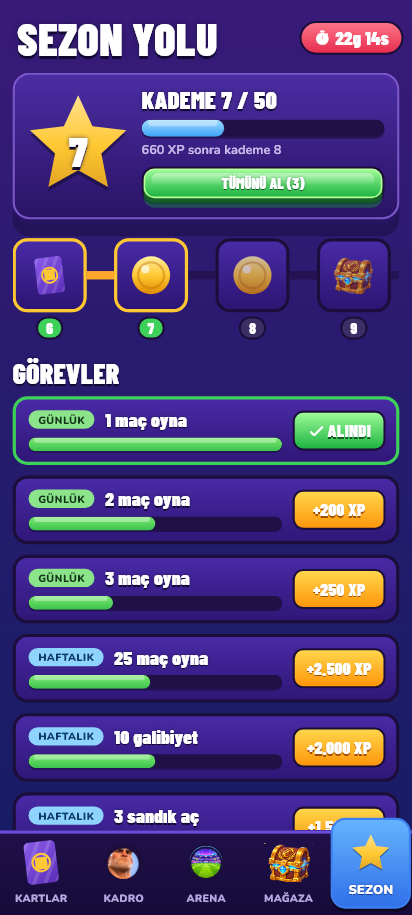 SEZON YOLU
22g 14s
KADEME 7 / 50
7
660 XP sonra kademe 8
TÜMÜNÜ AL (3)
6
7
8
9
GÖREVLER
GÜNLÜK 1 maç oyna
ALINDI
GÜNLÜK 2 maç oyna
+200 XP
GÜNLÜK 3 maç oyna
+250 XP
HAFTALIK 25 maç oyna
+2,500 XP
HAFTALIK 10 galibiyet
+2,000 XP
HAFTALIK 3 sandık aç
KARTLAR
KADRO
ARENA
MAĞAZA
SEZON